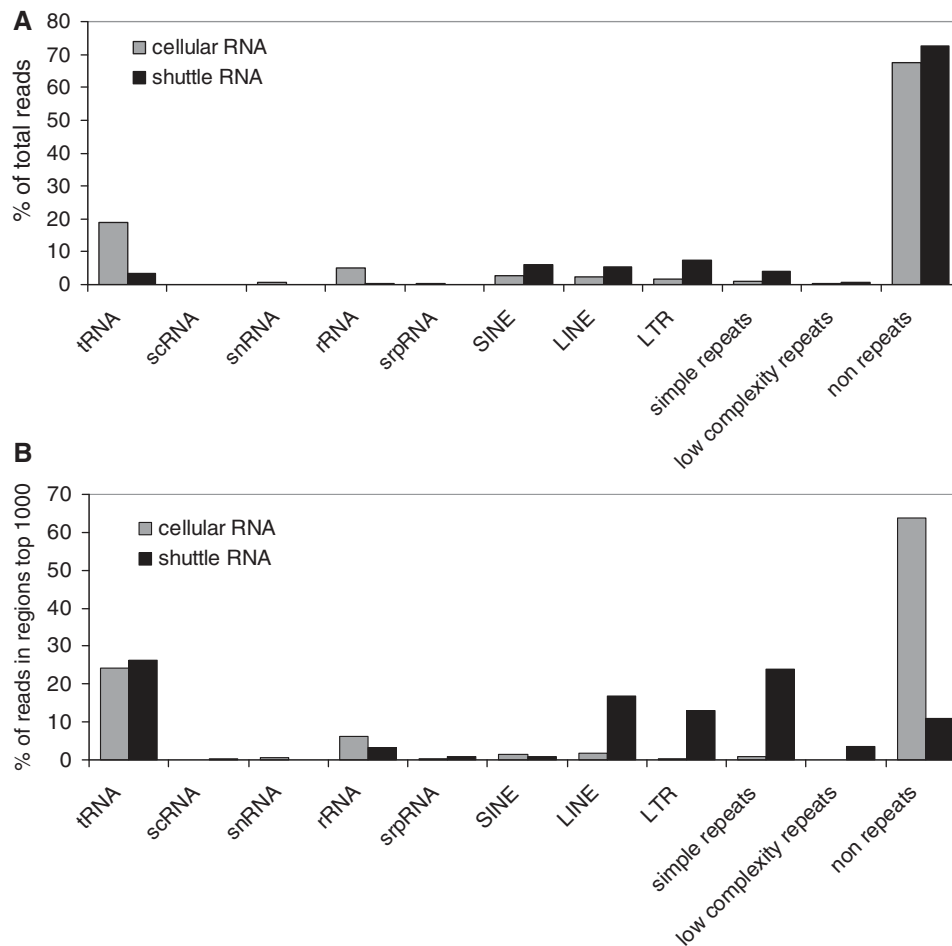 A
% of total reads
80
70
60
50
40
30
20
10
0
cellular RNA
shuttle RNA
tRNA
scRNA
snRNA
rRNA
srpRNA
SINE
LINE
LTR
simple repeats
low complexity repeats
non repeats
B
% of reads in regions top 1000
70
60
50
40
30
20
10
0
cellular RNA
shuttle RNA
tRNA
scRNA
snRNA
rRNA
srpRNA
SINE
LINE
LTR
simple repeats
low complexity repeats
non repeats